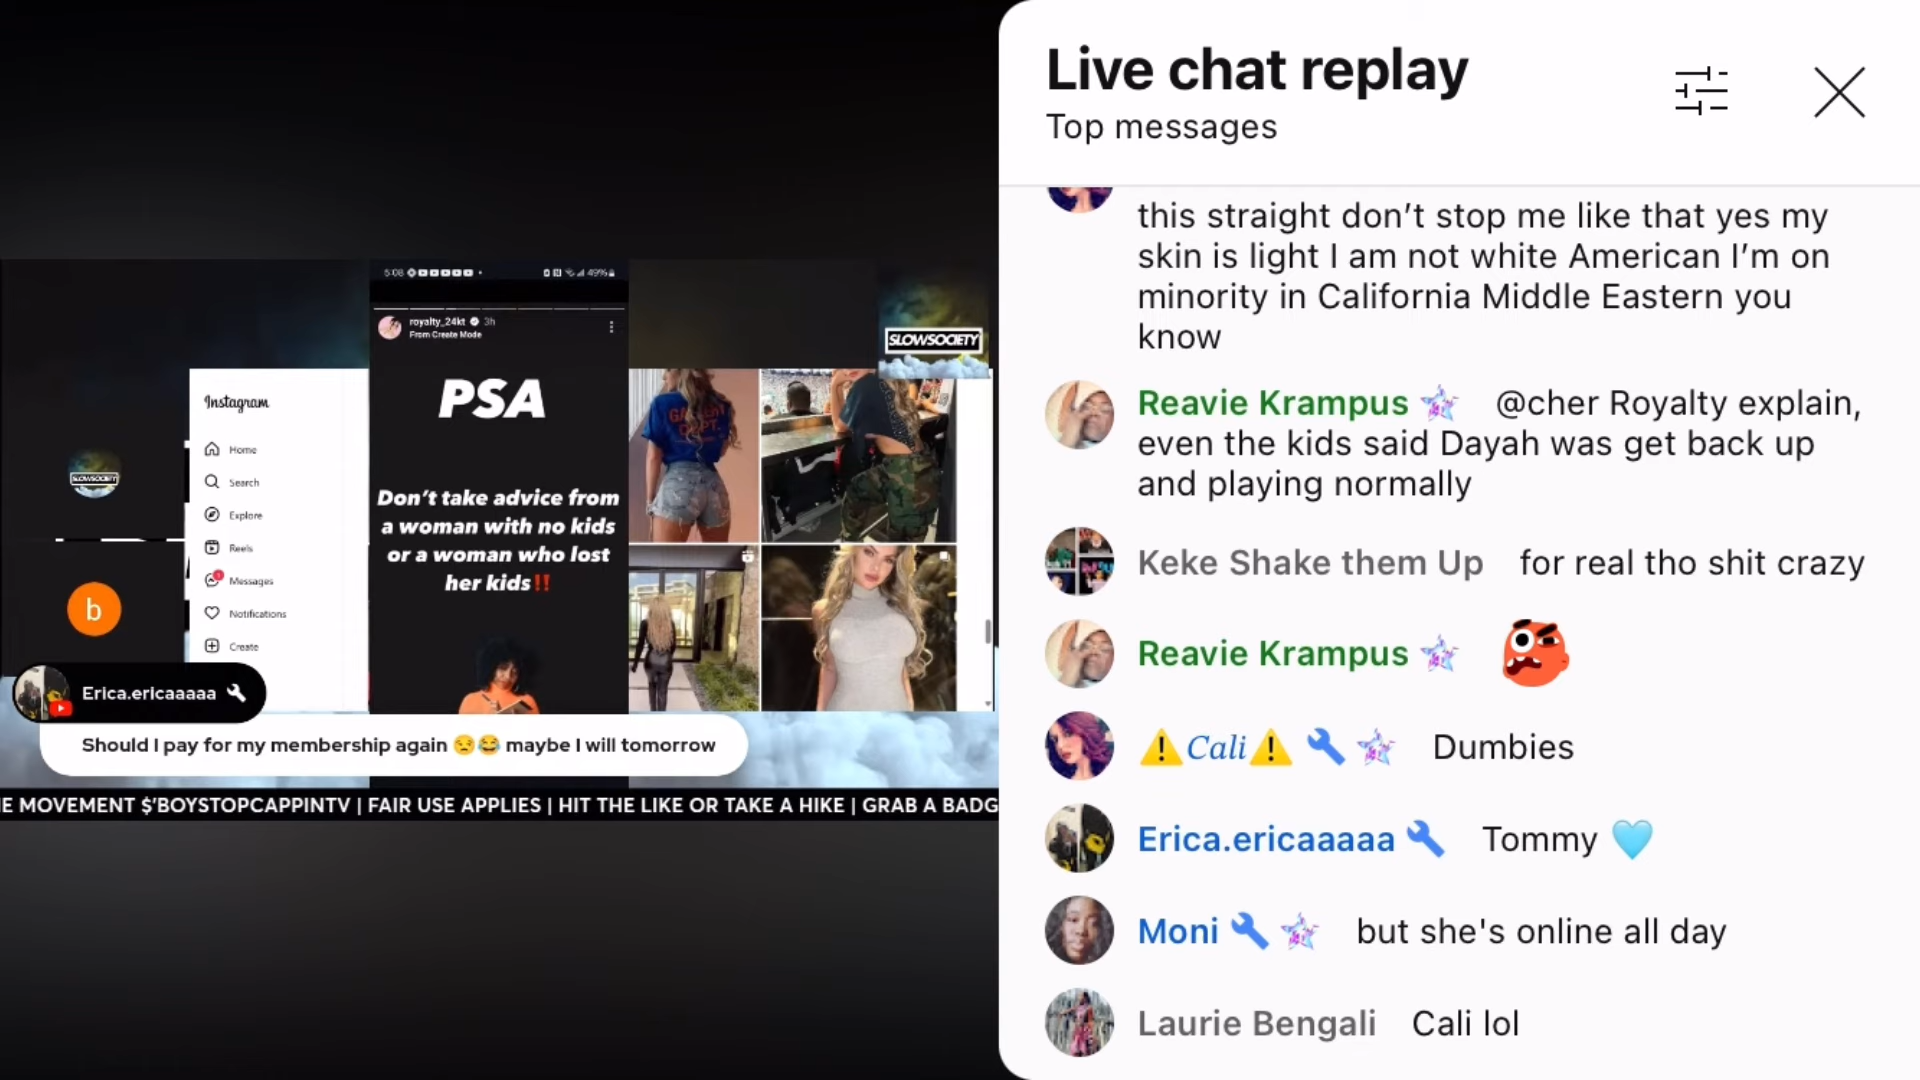 5:08
49%
royalty_24kt 3h
From Create Mode
SLOWSOCIETY
PSA
Instagram
Home
Search
Explore
Reels
Messages
Notifications
Create
SLOWSOCIETY
b
Don't take advice from
a woman with no kids
or a woman who lost
her kids‼️
Erica.ericaaaaa
Should I pay for my membership again 😒😂 maybe I will tomorrow
E MOVEMENT $'BOYSTOPCAPPINTV | FAIR USE APPLIES | HIT THE LIKE OR TAKE A HIKE | GRAB A BADG
Live chat replay
Top messages
this straight don't stop me like that yes my
skin is light I am not white American I'm on
minority in California Middle Eastern you
know
Reavie Krampus @cher Royalty explain,
even the kids said Dayah was get back up
and playing normally
Keke Shake them Up for real tho shit crazy
Reavie Krampus
⚠️Cali⚠️ Dumbies
Erica.ericaaaaa Tommy 🩵
Moni but she's online all day
Laurie Bengali Cali lol